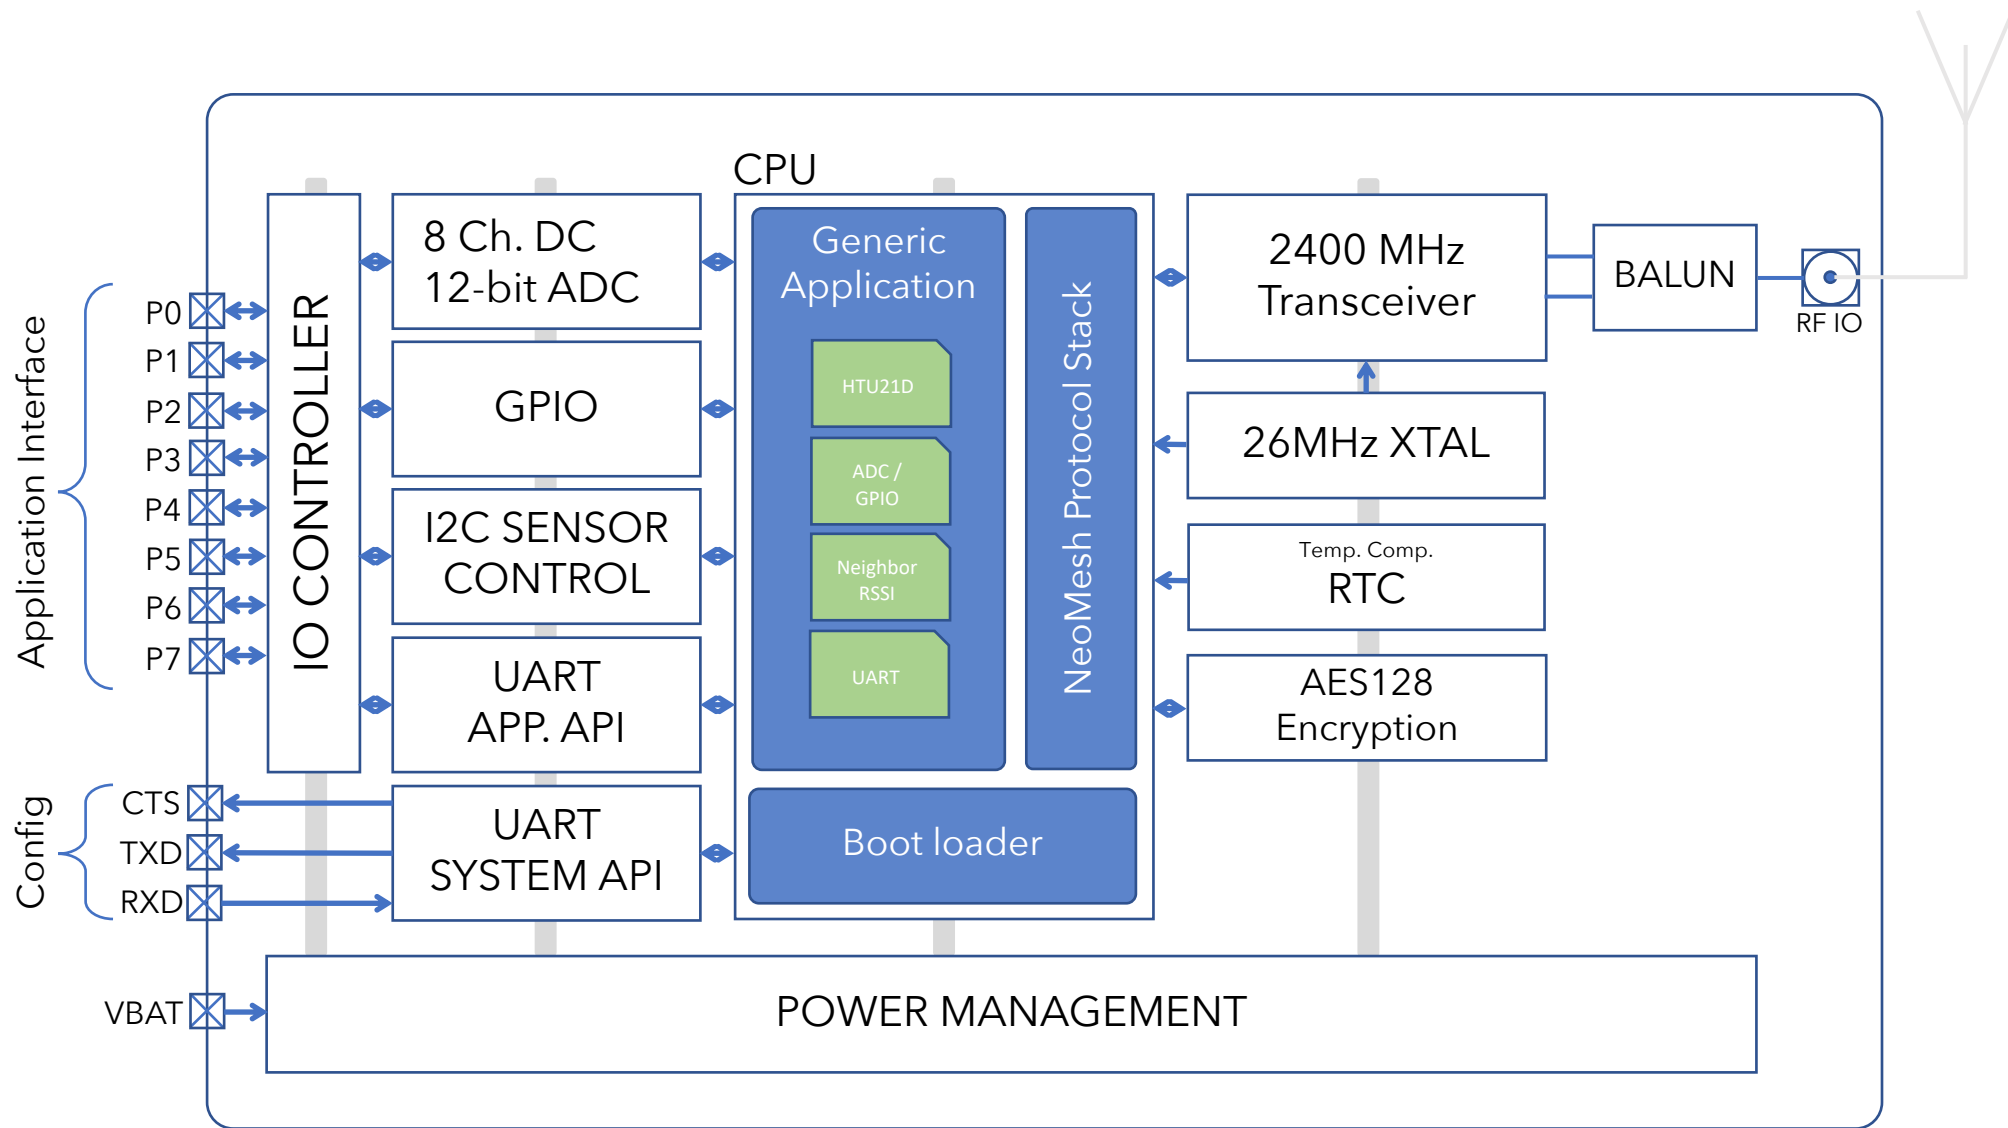 CPU
8 Ch. DC
12-bit ADC
GPIO
I2C SENSOR
CONTROL
UART
APP. API
UART
SYSTEM API
IO CONTROLLER
Application Interface
P0
P1
P2
P3
P4
P5
P6
P7
Config
CTS
TXD
RXD
VBAT
Generic
Application
HTU21D
ADC /
GPIO
Neighbor
RSSI
UART
NeoMesh Protocol Stack
Boot loader
2400 MHz
Transceiver
BALUN
RF IO
26MHz XTAL
Temp. Comp.
RTC
AES128
Encryption
POWER MANAGEMENT